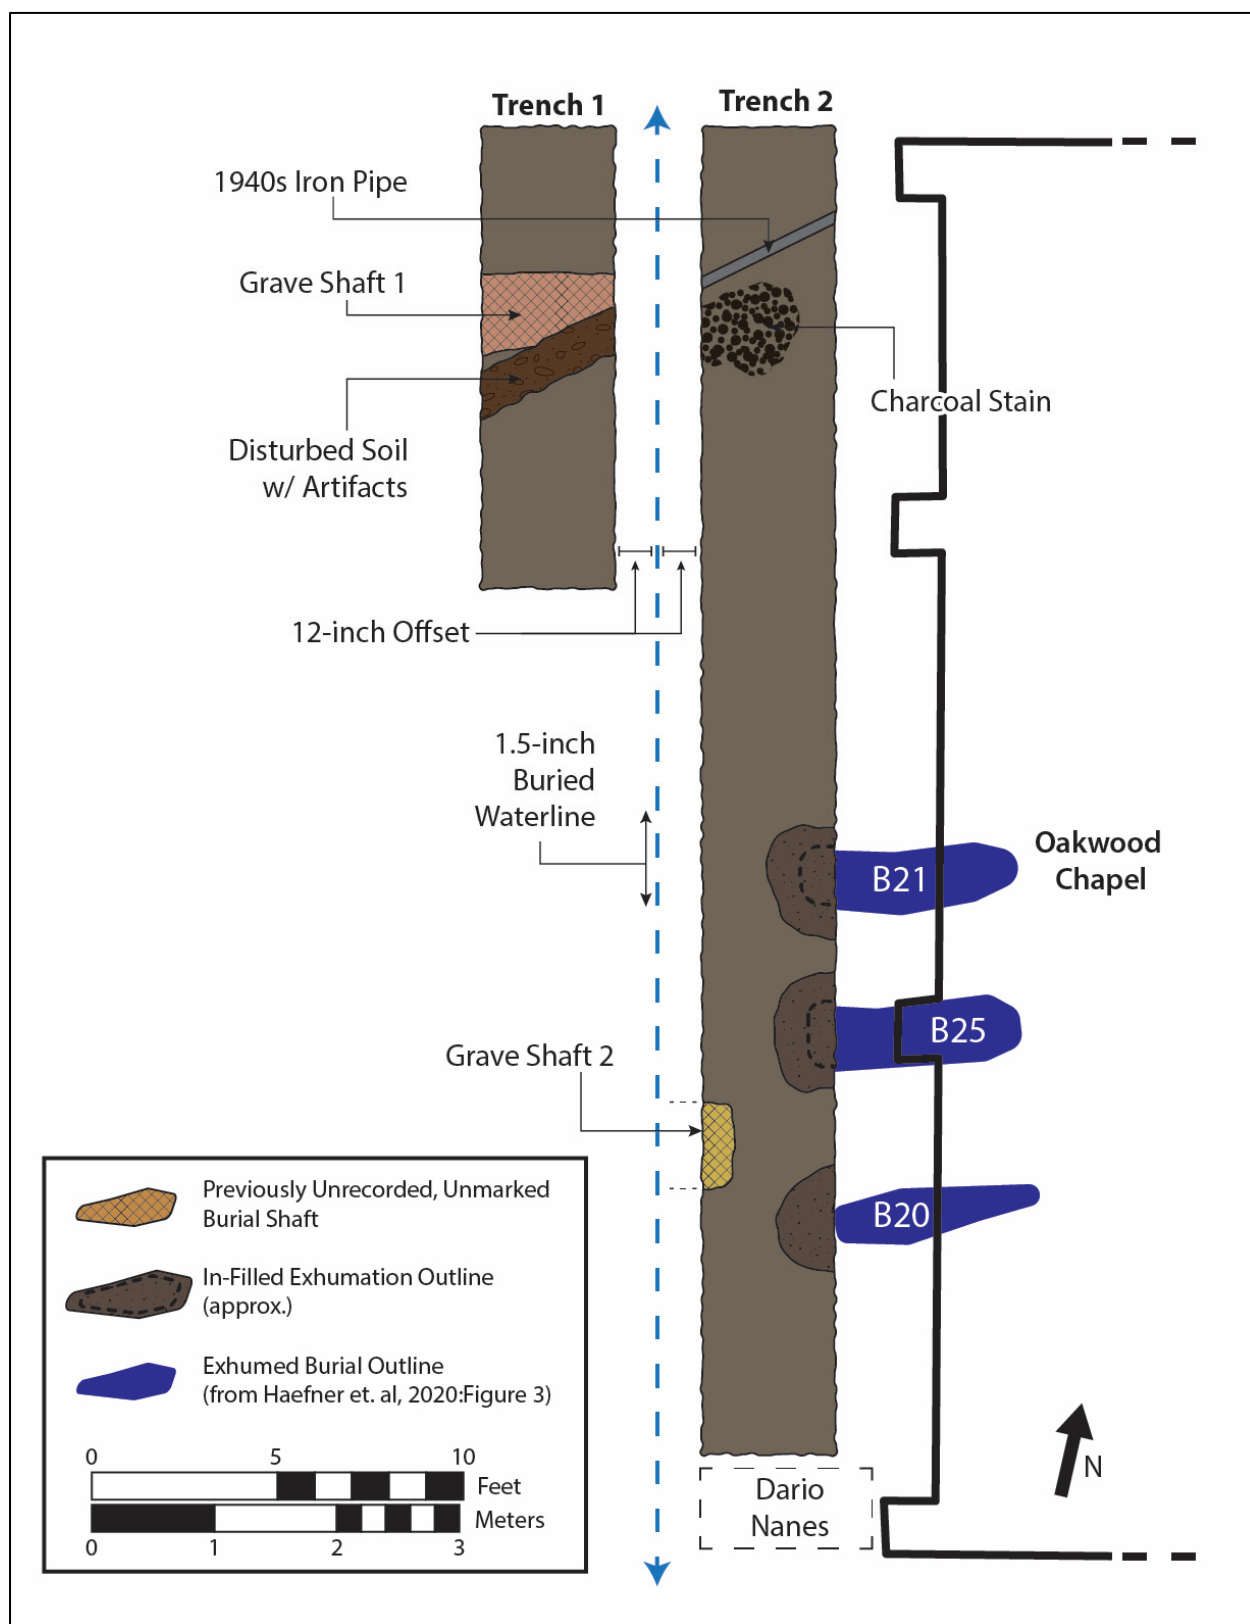 Trench 1
Trench 2
1940s Iron Pipe
Grave Shaft 1
Charcoal Stain
Disturbed Soil
w/ Artifacts
12-inch Offset
1.5-inch
Buried
Waterline
Oakwood
Chapel
B21
B25
Grave Shaft 2
B20
Previously Unrecorded, Unmarked
Burial Shaft
In-Filled Exhumation Outline
(approx.)
Exhumed Burial Outline
(from Haefner et. al, 2020:Figure 3)
0 5 10
Feet
Meters
0 1 2 3
Dario
Nanes
N